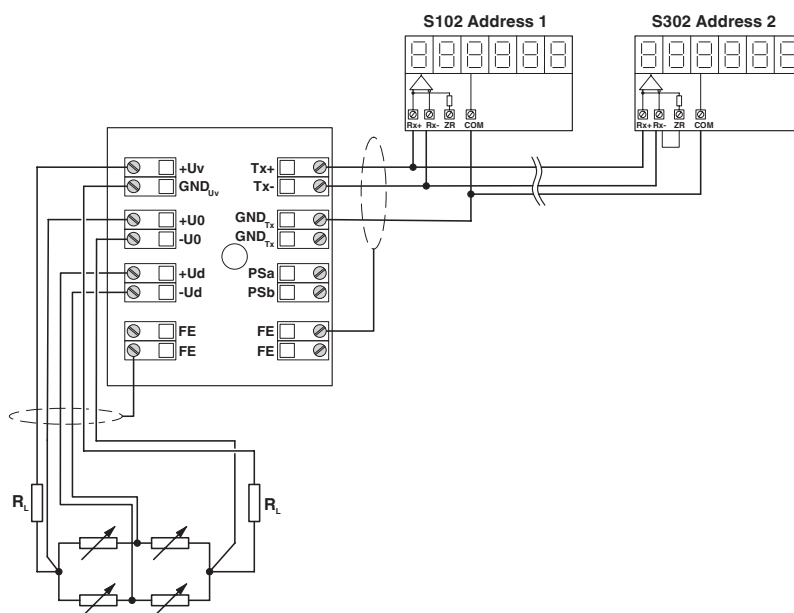 S102 Address 1
S302 Address 2
Rx+ Rx- ZR COM
Rx+ Rx- ZR COM
+Uv
GNDUv
+U0
-U0
+Ud
-Ud
FE
FE
Tx+
Tx-
GNDTx
GNDTx
PSa
PSb
FE
FE
RL
RL